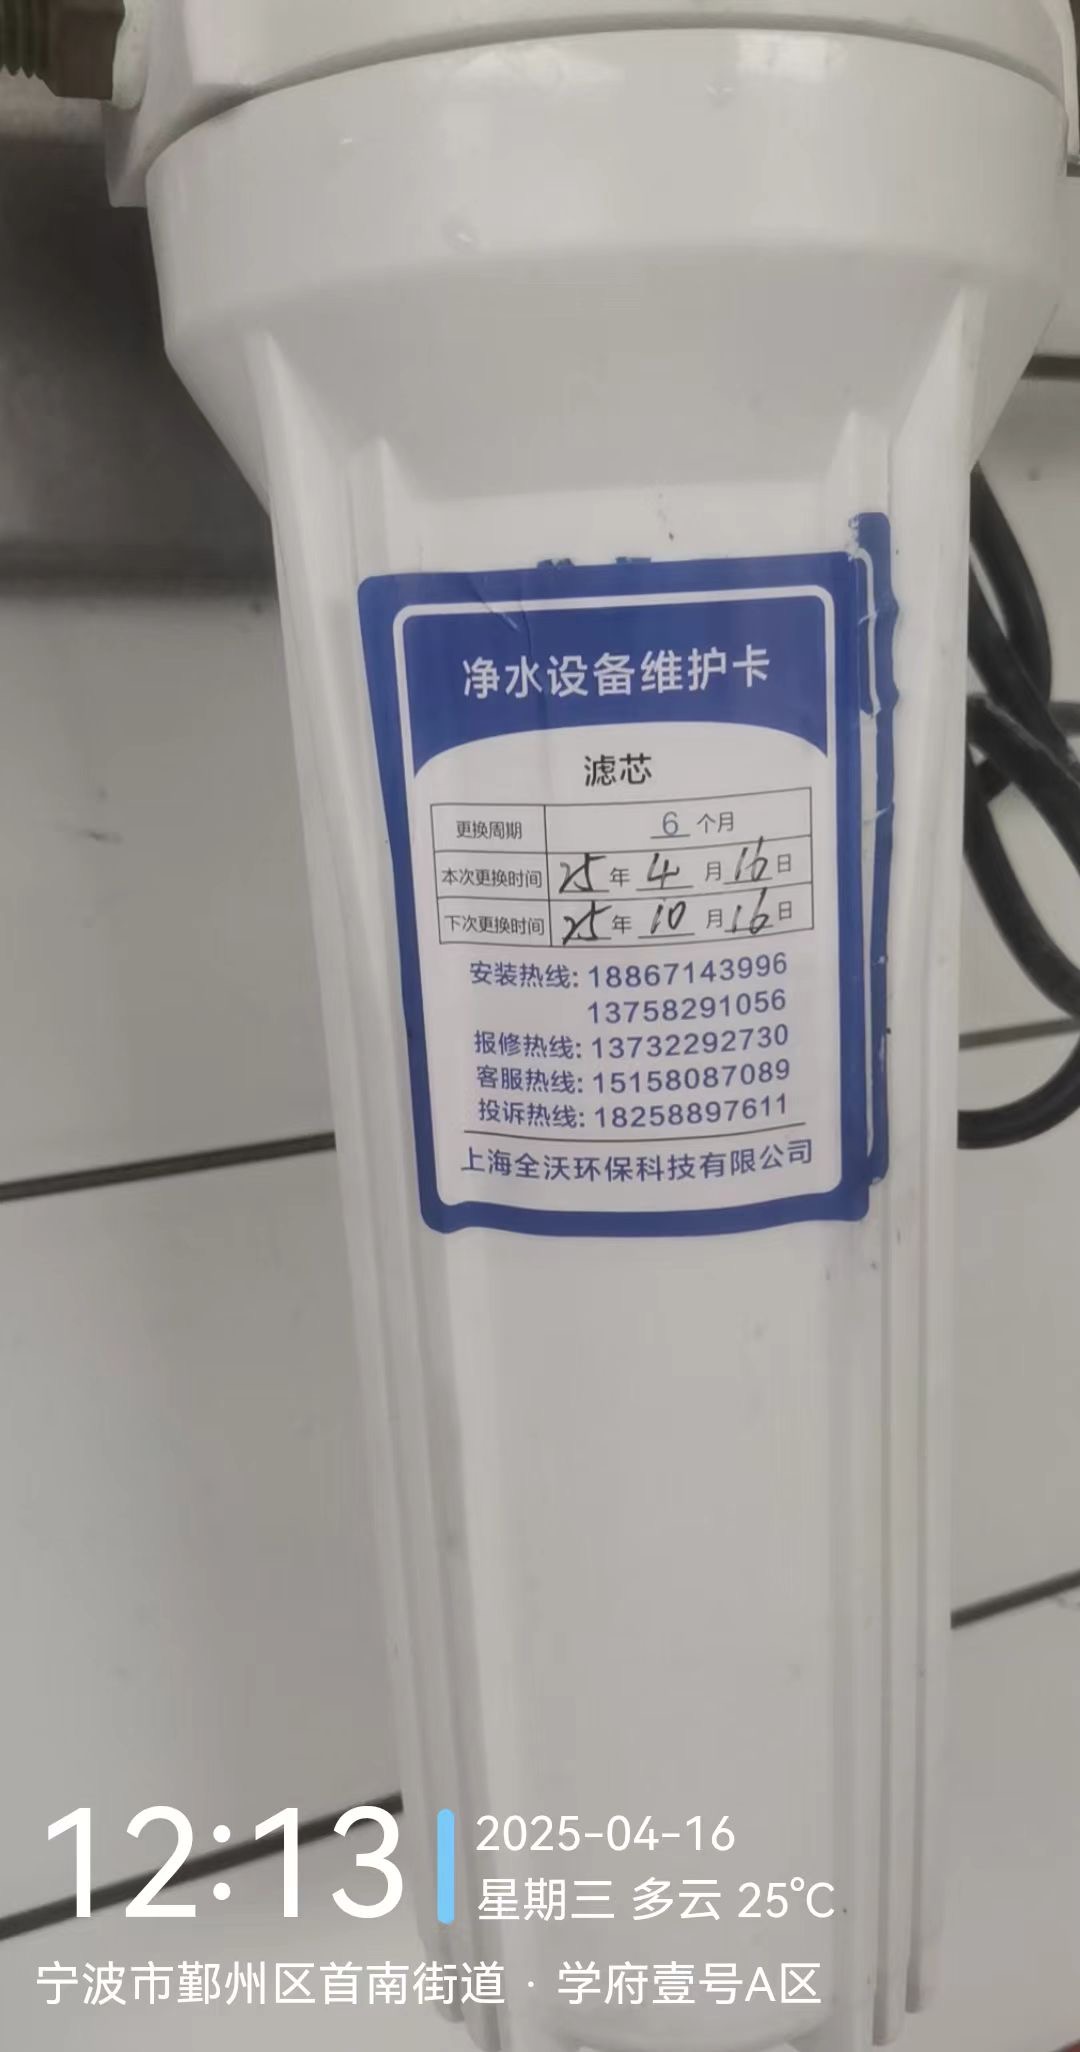 净水设备维护卡
滤芯
更换周期 6 个月
本次更换时间 25 年 4 月 16 日
下次更换时间 25 年 10 月 16 日
安装热线: 18867143996
13758291056
报修热线: 13732292730
客服热线: 15158087089
投诉热线: 18258897611
上海全沃环保科技有限公司
12:13
2025-04-16
星期三 多云 25℃
宁波市鄞州区首南街道 · 学府壹号A区